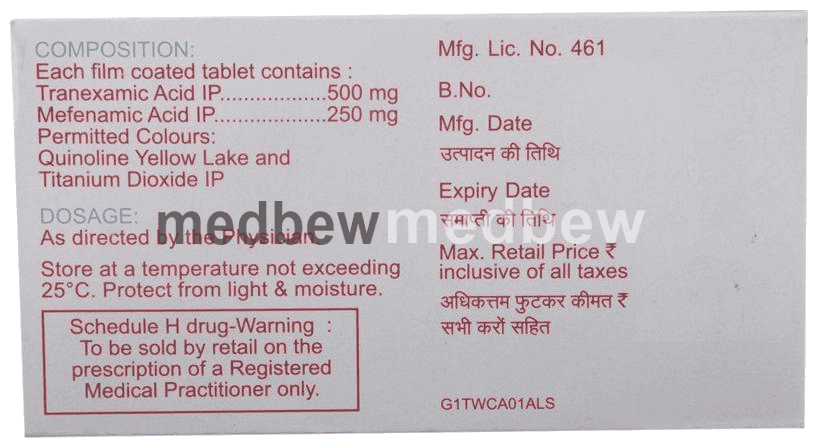 COMPOSITION:
Each film coated tablet contains :
Tranexamic Acid IP...................500 mg
Mefenamic Acid IP....................250 mg
Permitted Colours:
Quinoline Yellow Lake and
Titanium Dioxide IP
DOSAGE:
As directed by the Physician.
Store at a temperature not exceeding
25°C. Protect from light & moisture.
Schedule H drug-Warning :
To be sold by retail on the
prescription of a Registered
Medical Practitioner only.
Mfg. Lic. No. 461
B.No.
Mfg. Date
उत्पादन की तिथि
Expiry Date
समाप्ती की तिथि
Max. Retail Price ₹
inclusive of all taxes
अधिकत्तम फुटकर कीमत ₹
सभी करों सहित
G1TWCA01ALS
medbew medbew